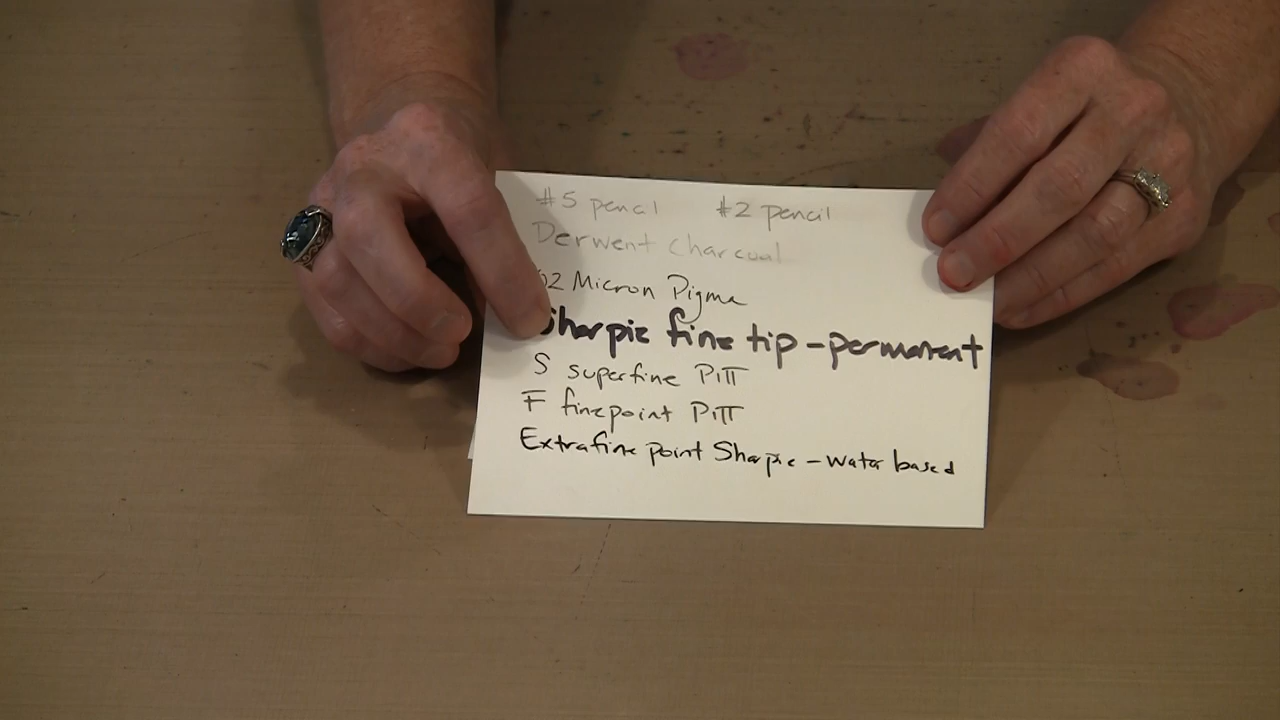 #5 pencil #2 pencil
Derwent charcoal
02 Micron Pigma
Sharpie fine tip - permanent
S superfine PITT
F finepoint PITT
Extrafine point Sharpie - water based